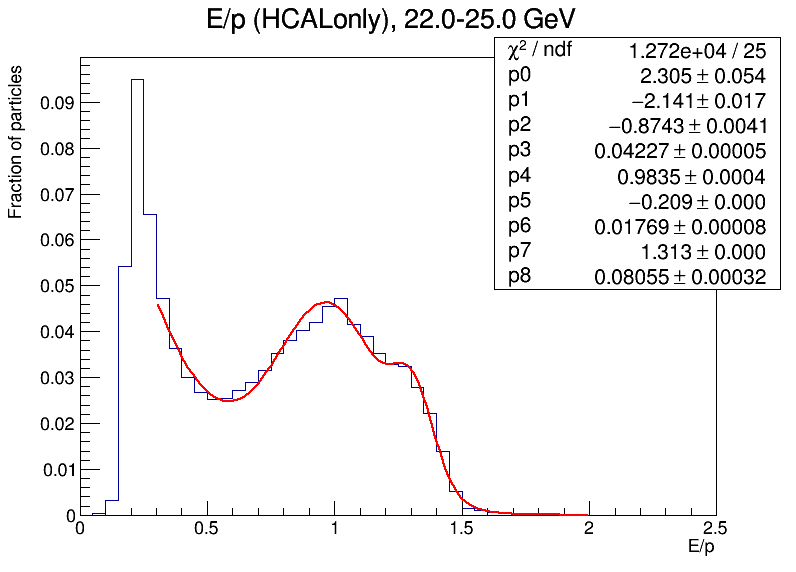 E/p (HCALonly), 22.0-25.0 GeV
χ² / ndf 1.272e+04 / 25
p0 2.305 ± 0.054
p1 −2.141 ± 0.017
p2 −0.8743 ± 0.0041
p3 0.04227 ± 0.00005
p4 0.9835 ± 0.0004
p5 −0.209 ± 0.000
p6 0.01769 ± 0.00008
p7 1.313 ± 0.000
p8 0.08055 ± 0.00032
Fraction of particles
0.09
0.08
0.07
0.06
0.05
0.04
0.03
0.02
0.01
0
0 0.5 1 1.5 2 2.5
E/p